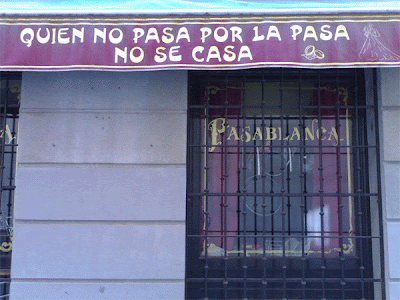 QUIEN NO PASA POR LA PASA
NO SE CASA
PASABLANCA